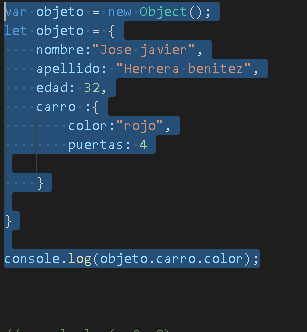 var objeto = new Object();
let objeto = {
    nombre:"Jose javier",
    apellido: "Herrera benitez",
    edad: 32,
    carro :{
        color:"rojo",
        puertas: 4
    }
}
console.log(objeto.carro.color);